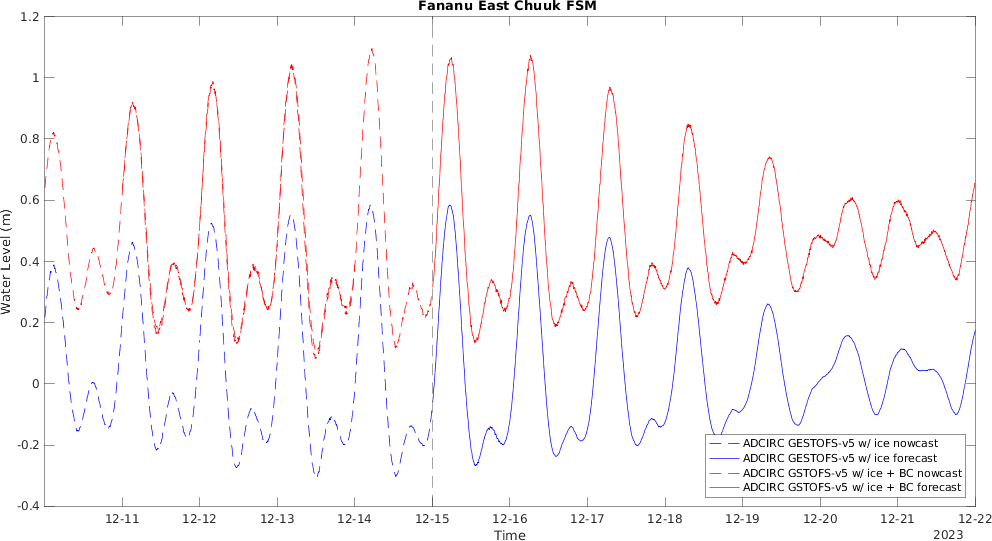 Fananu East Chuuk FSM
Water Level (m)
1.2
1
0.8
0.6
0.4
0.2
0
-0.2
-0.4
ADCIRC GESTOFS-v5 w/ ice nowcast
ADCIRC GESTOFS-v5 w/ ice forecast
ADCIRC GSTOFS-v5 w/ ice + BC nowcast
ADCIRC GSTOFS-v5 w/ ice + BC forecast
12-11 12-12 12-13 12-14 12-15 12-16 12-17 12-18 12-19 12-20 12-21 12-22
Time
2023